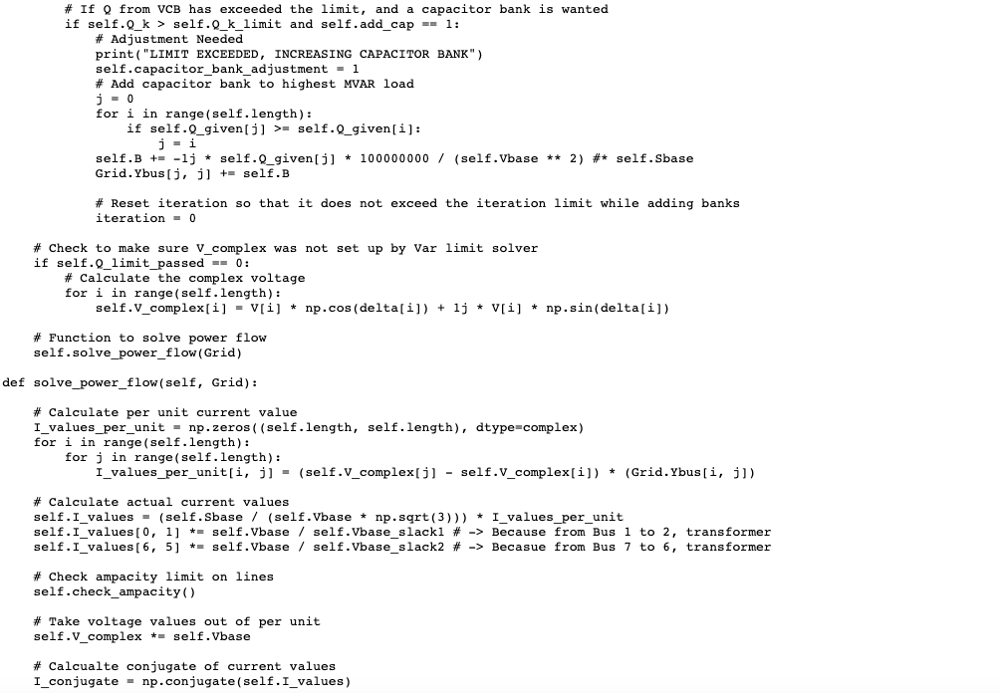 # If Q from VCB has exceeded the limit, and a capacitor bank is wanted
if self.Q_k > self.Q_k_limit and self.add_cap == 1:
# Adjustment Needed
print("LIMIT EXCEEDED, INCREASING CAPACITOR BANK")
self.capacitor_bank_adjustment = 1
# Add capacitor bank to highest MVAR load
j = 0
for i in range(self.length):
if self.Q_given[j] >= self.Q_given[i]:
j = i
self.B += -1j * self.Q_given[j] * 100000000 / (self.Vbase ** 2) #* self.Sbase
Grid.Ybus[j, j] += self.B
# Reset iteration so that it does not exceed the iteration limit while adding banks
iteration = 0
# Check to make sure V_complex was not set up by Var limit solver
if self.Q_limit_passed == 0:
# Calculate the complex voltage
for i in range(self.length):
self.V_complex[i] = V[i] * np.cos(delta[i]) + 1j * V[i] * np.sin(delta[i])
# Function to solve power flow
self.solve_power_flow(Grid)
def solve_power_flow(self, Grid):
# Calculate per unit current value
I_values_per_unit = np.zeros((self.length, self.length), dtype=complex)
for i in range(self.length):
for j in range(self.length):
I_values_per_unit[i, j] = (self.V_complex[j] - self.V_complex[i]) * (Grid.Ybus[i, j])
# Calculate actual current values
self.I_values = (self.Sbase / (self.Vbase * np.sqrt(3))) * I_values_per_unit
self.I_values[0, 1] *= self.Vbase / self.Vbase_slack1 # -> Because from Bus 1 to 2, transformer
self.I_values[6, 5] *= self.Vbase / self.Vbase_slack2 # -> Becasue from Bus 7 to 6, transformer
# Check ampacity limit on lines
self.check_ampacity()
# Take voltage values out of per unit
self.V_complex *= self.Vbase
# Calcualte conjugate of current values
I_conjugate = np.conjugate(self.I_values)